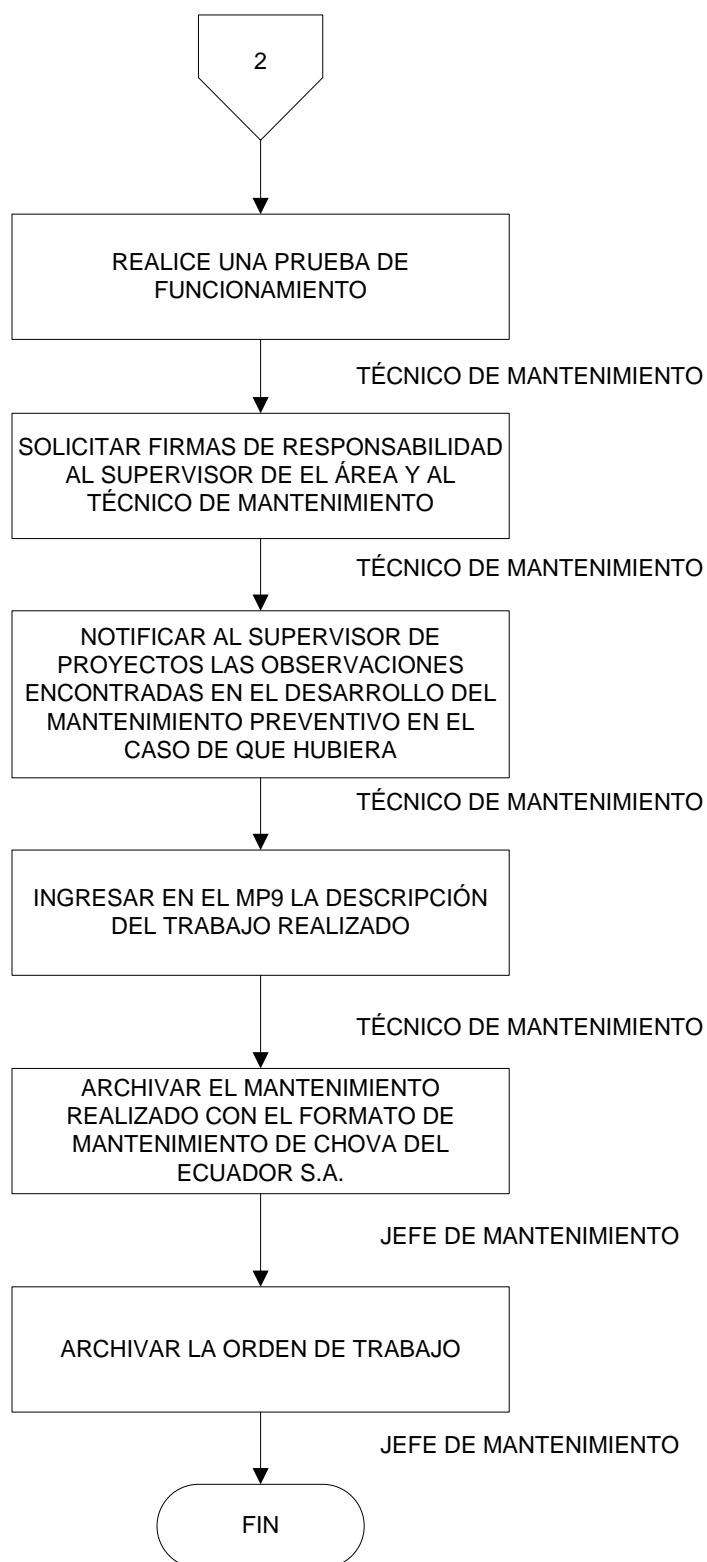 2
REALICE UNA PRUEBA DE
FUNCIONAMIENTO
TÉCNICO DE MANTENIMIENTO
SOLICITAR FIRMAS DE RESPONSABILIDAD
AL SUPERVISOR DE EL ÁREA Y AL
TÉCNICO DE MANTENIMIENTO
TÉCNICO DE MANTENIMIENTO
NOTIFICAR AL SUPERVISOR DE
PROYECTOS LAS OBSERVACIONES
ENCONTRADAS EN EL DESARROLLO DEL
MANTENIMIENTO PREVENTIVO EN EL
CASO DE QUE HUBIERA
TÉCNICO DE MANTENIMIENTO
INGRESAR EN EL MP9 LA DESCRIPCIÓN
DEL TRABAJO REALIZADO
TÉCNICO DE MANTENIMIENTO
ARCHIVAR EL MANTENIMIENTO
REALIZADO CON EL FORMATO DE
MANTENIMIENTO DE CHOVA DEL
ECUADOR S.A.
JEFE DE MANTENIMIENTO
ARCHIVAR LA ORDEN DE TRABAJO
JEFE DE MANTENIMIENTO
FIN